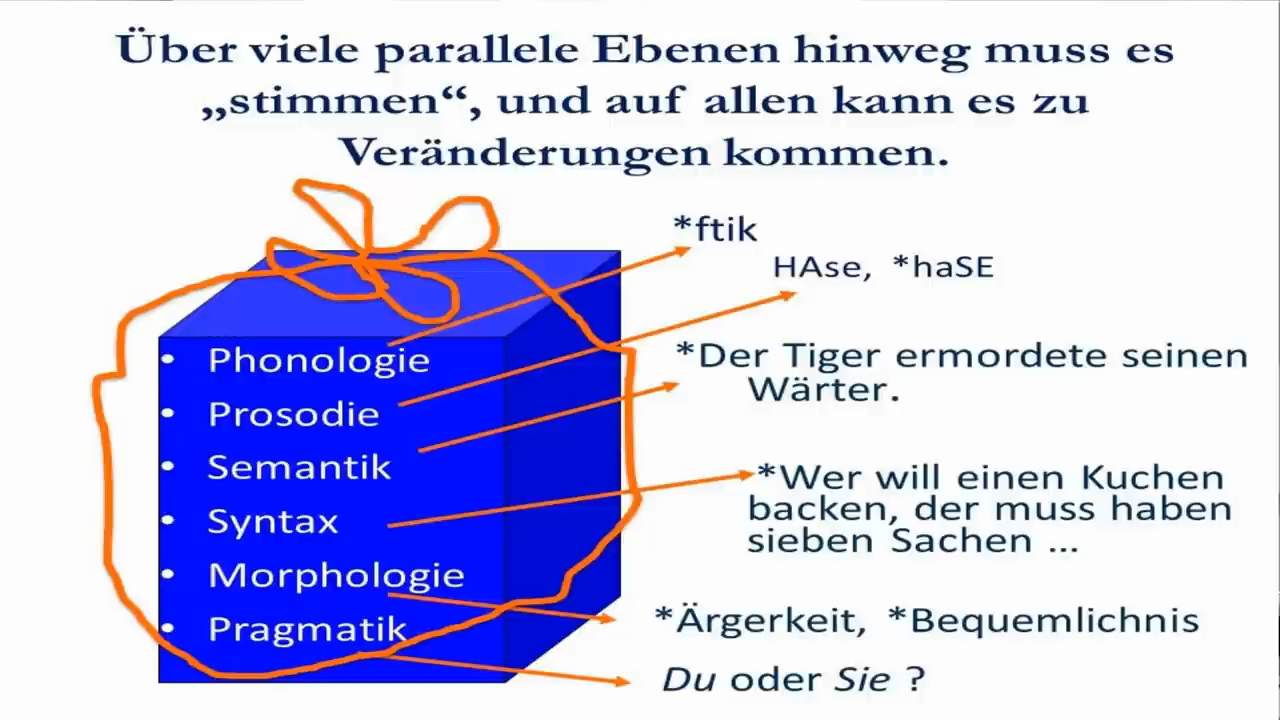 Über viele parallele Ebenen hinweg muss es
„stimmen“, und auf allen kann es zu
Veränderungen kommen.
• Phonologie
• Prosodie
• Semantik
• Syntax
• Morphologie
• Pragmatik
*ftik
HAse, *haSE
*Der Tiger ermordete seinen
Wärter.
*Wer will einen Kuchen
backen, der muss haben
sieben Sachen ...
*Ärgerkeit, *Bequemlichnis
Du oder Sie ?